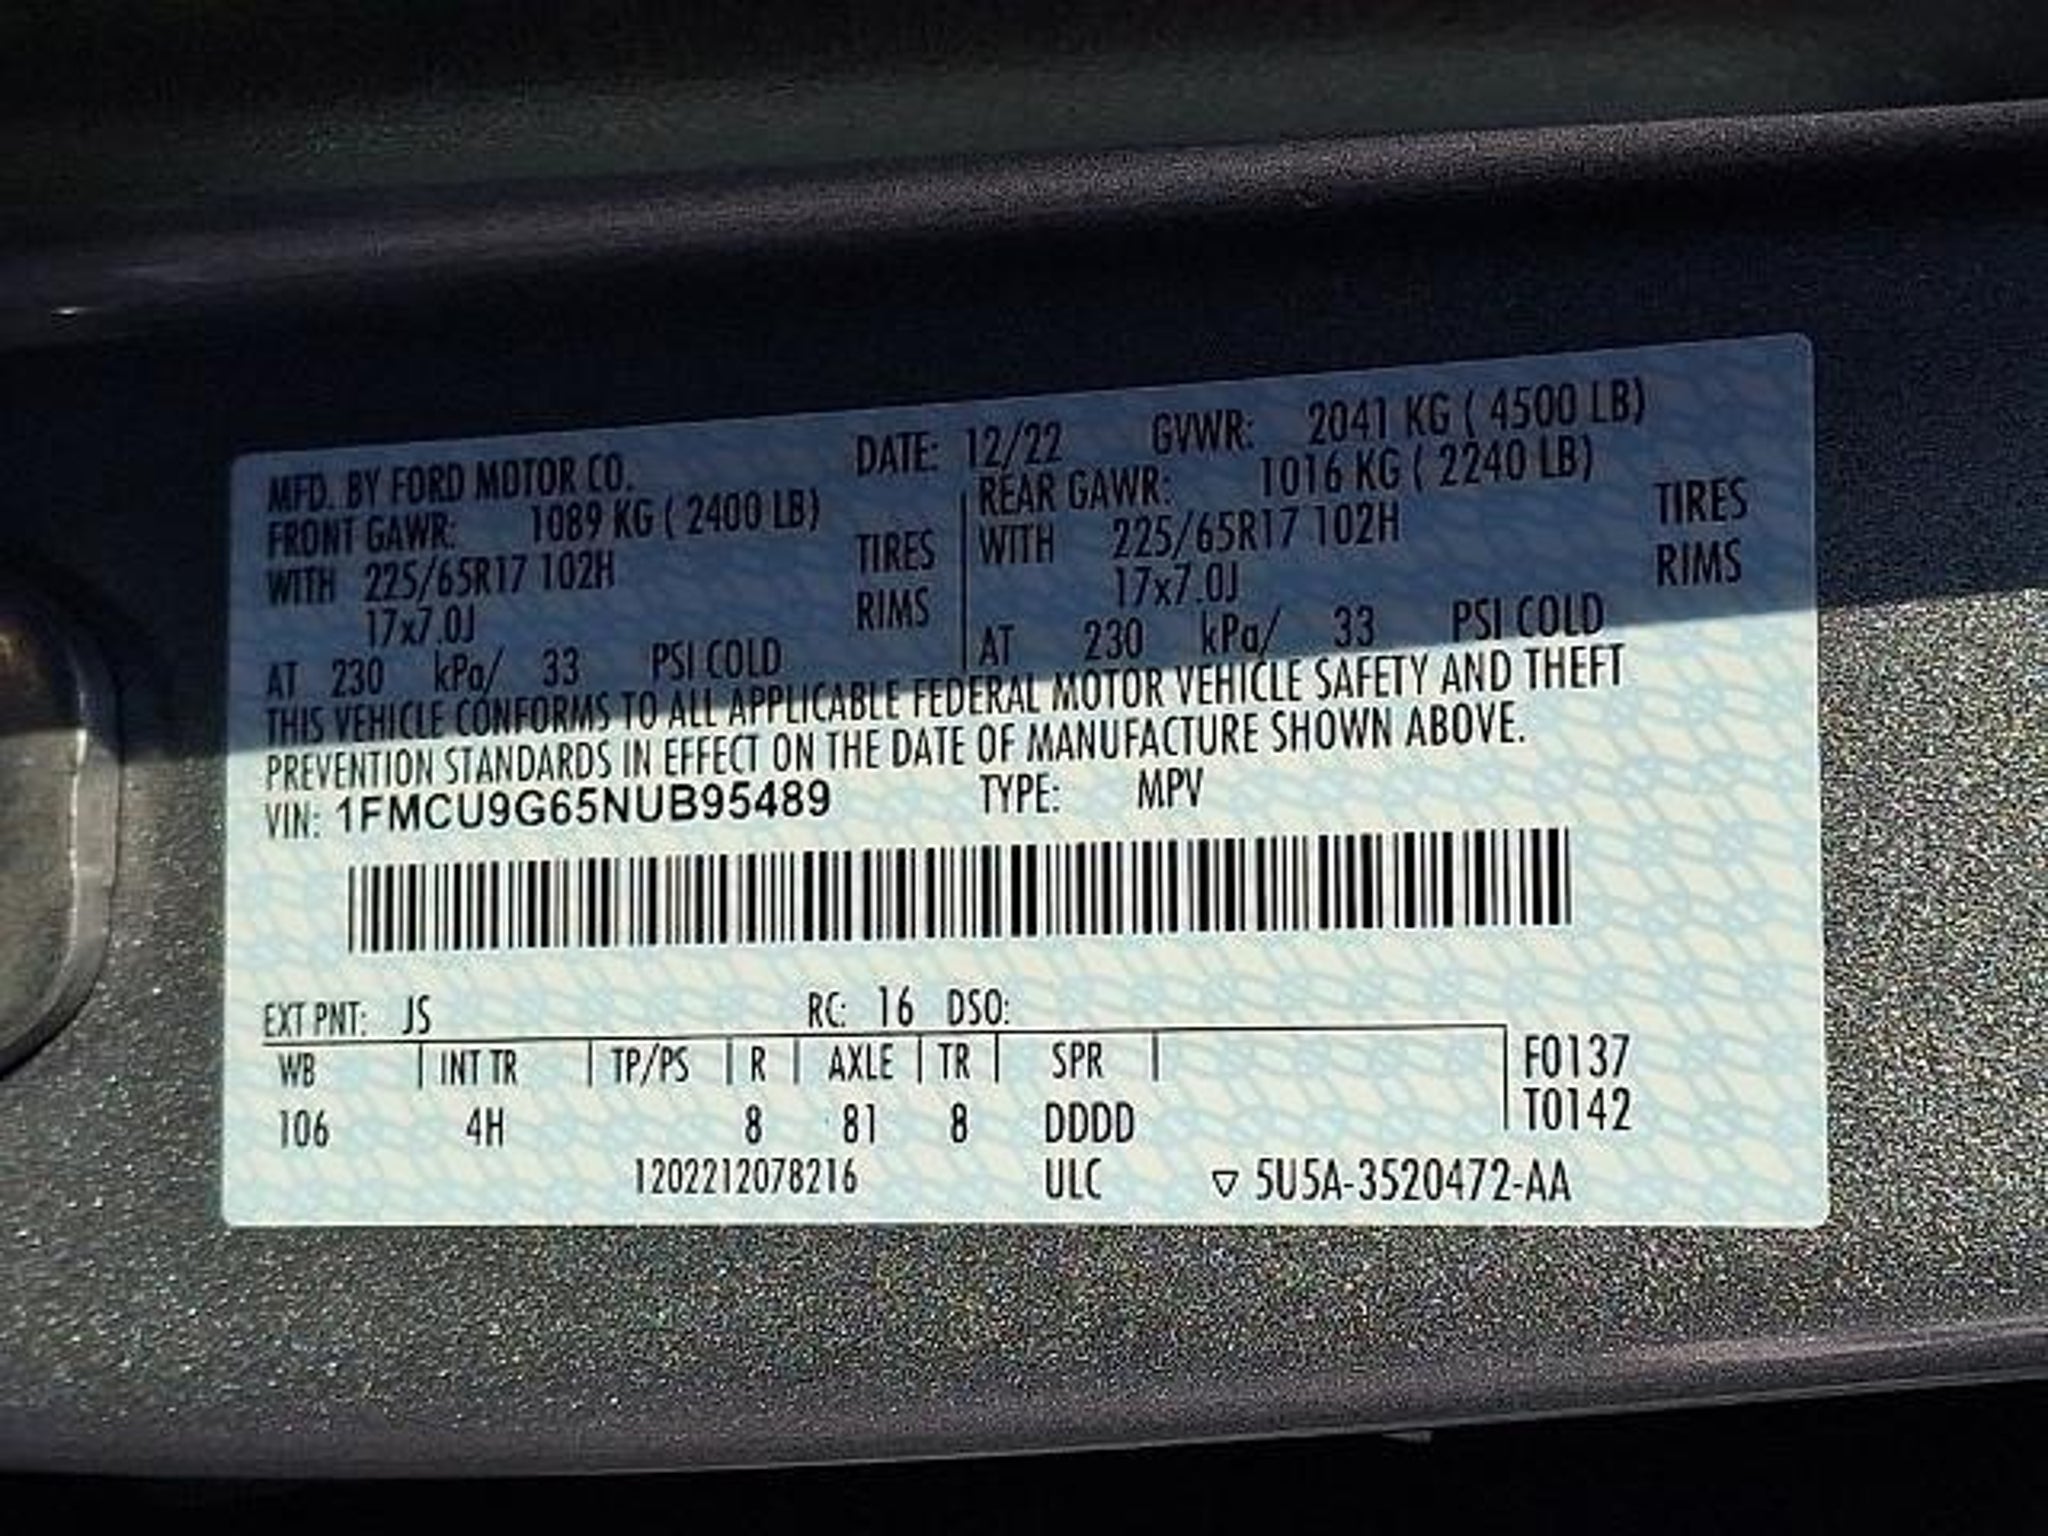 MFD. BY FORD MOTOR CO. DATE: 12/22 GVWR: 2041 KG ( 4500 LB)
FRONT GAWR: 1089 KG ( 2400 LB) REAR GAWR: 1016 KG ( 2240 LB)
WITH 225/65R17 102H TIRES WITH 225/65R17 102H TIRES
17x7.0J RIMS 17x7.0J RIMS
AT 230 kPa/ 33 PSI COLD AT 230 kPa/ 33 PSI COLD
THIS VEHICLE CONFORMS TO ALL APPLICABLE FEDERAL MOTOR VEHICLE SAFETY AND THEFT
PREVENTION STANDARDS IN EFFECT ON THE DATE OF MANUFACTURE SHOWN ABOVE.
VIN: 1FMCU9G65NUB95489 TYPE: MPV
EXT PNT: JS RC: 16 DSO:
WB INT TR TP/PS R AXLE TR SPR F0137
106 4H 8 81 8 DDDD T0142
1202212078216 ULC ▽ 5U5A-3520472-AA